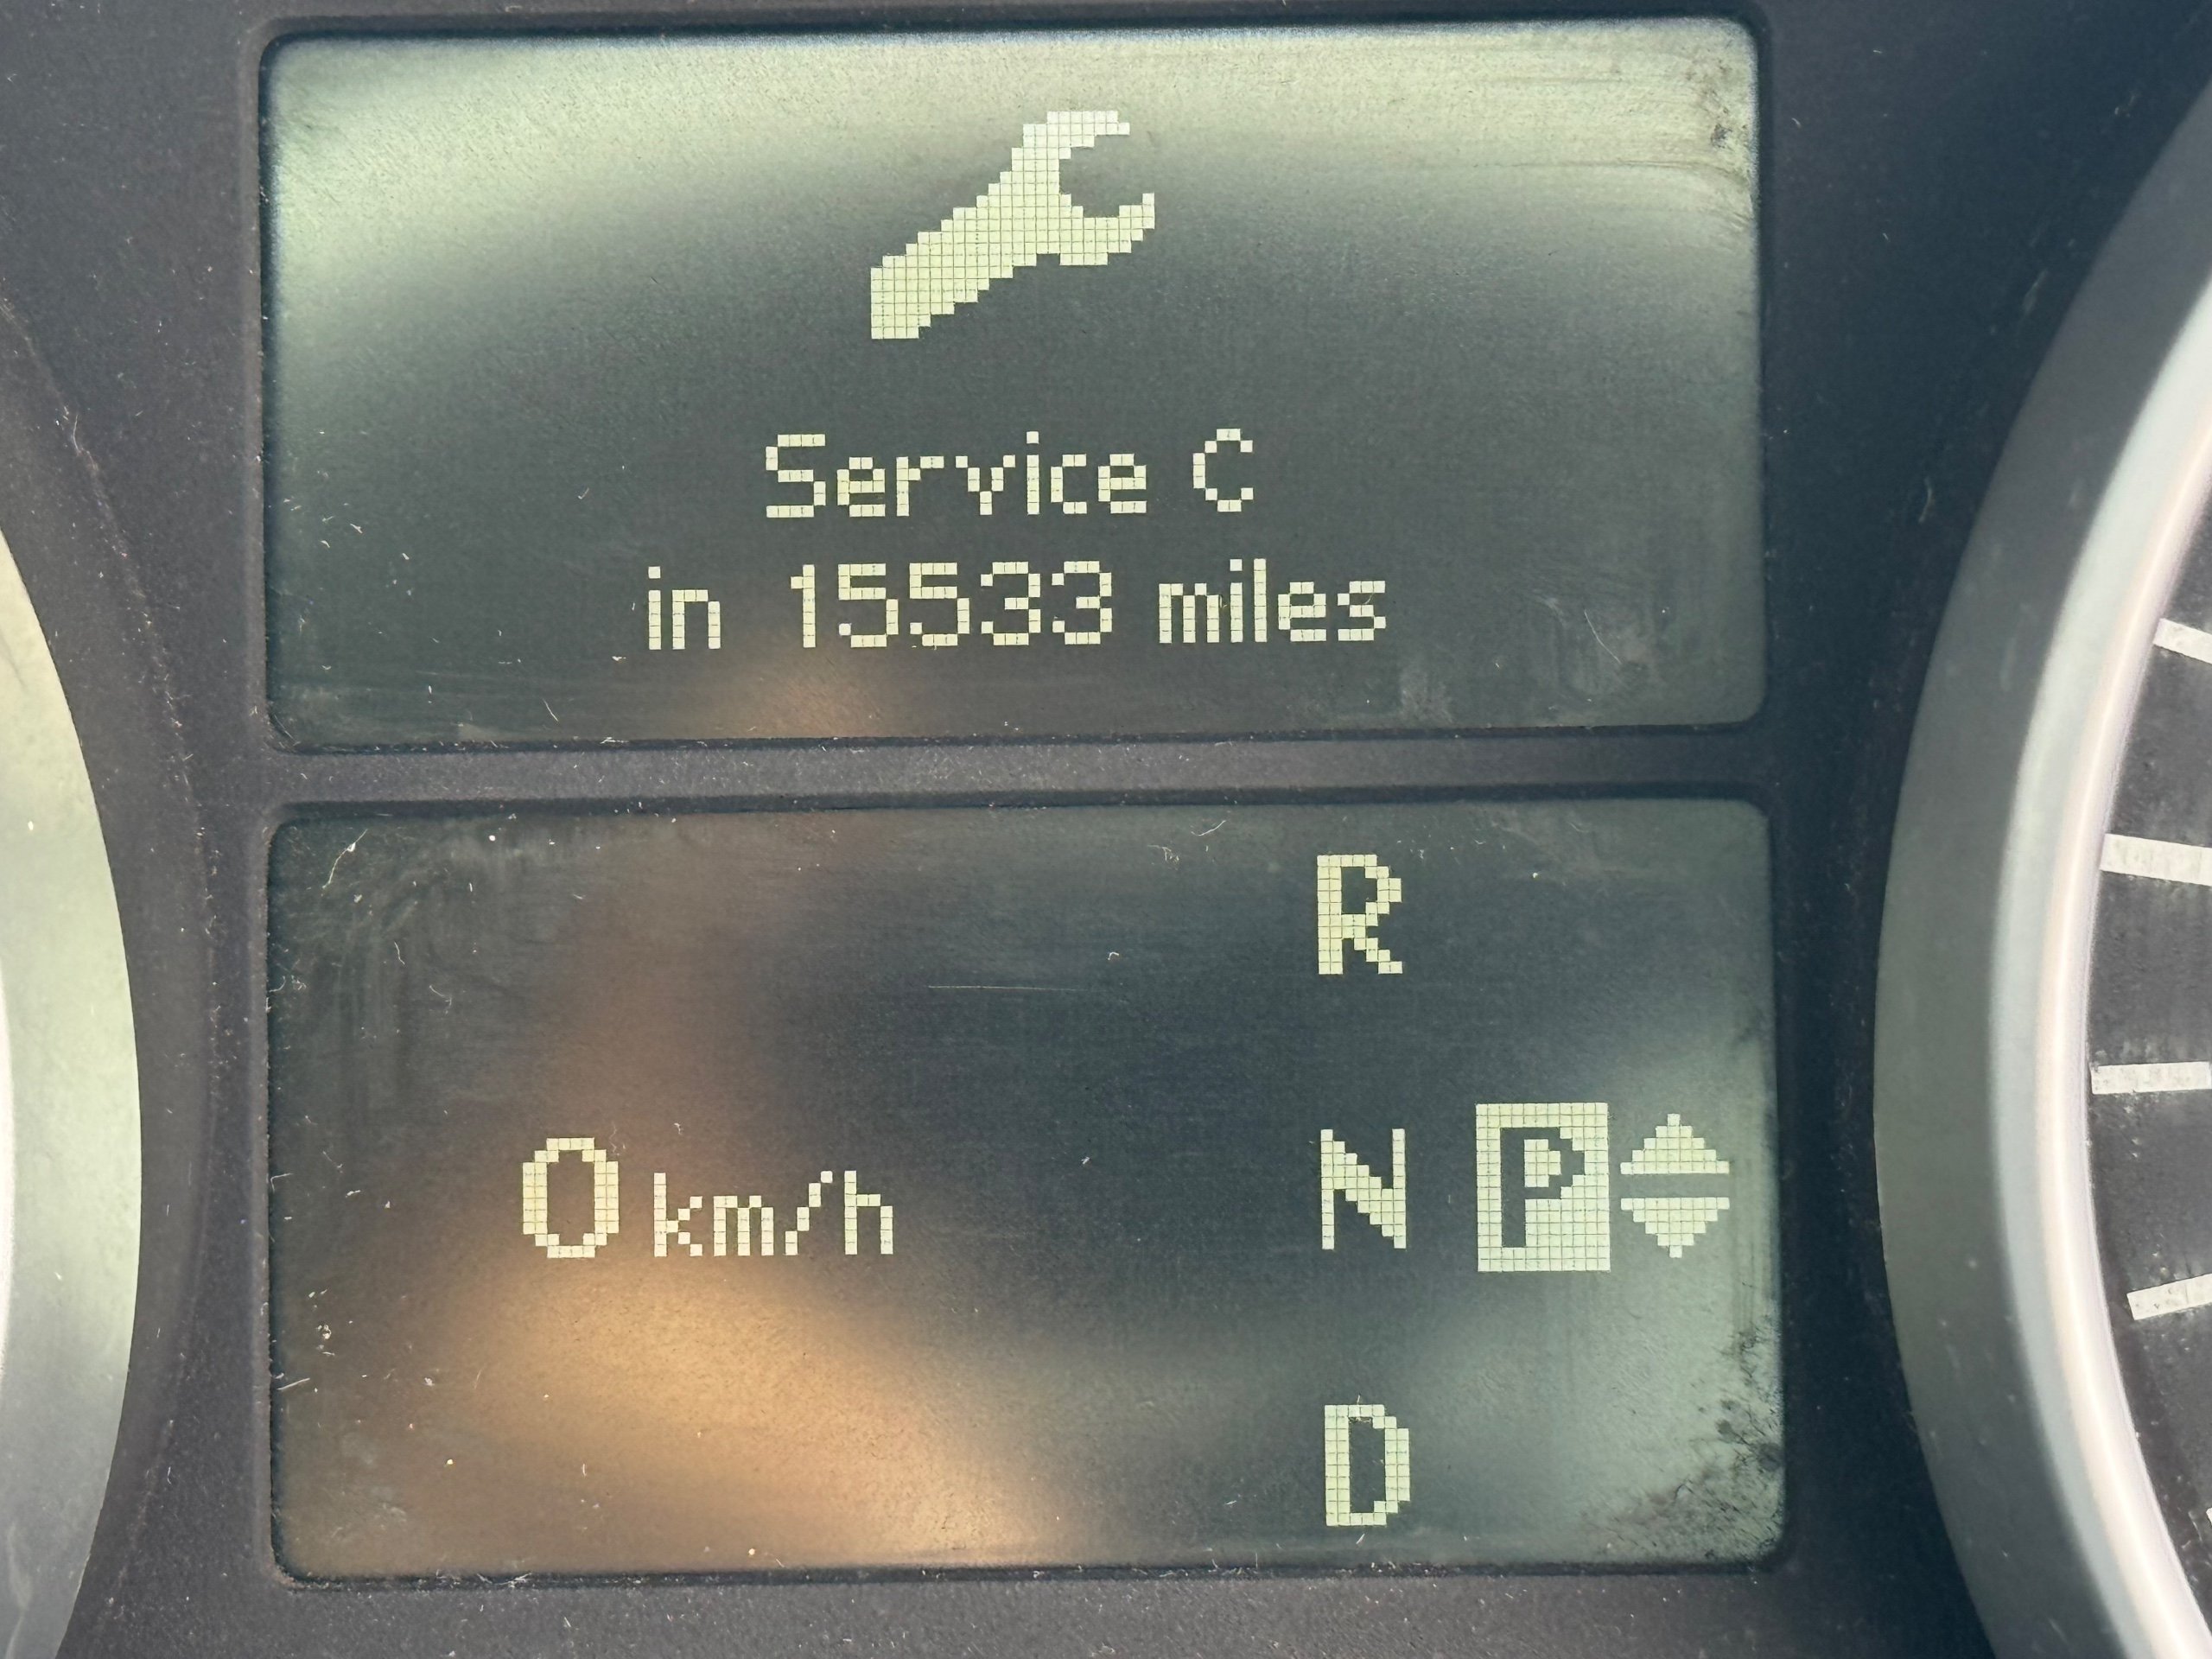 Service C
in 15533 miles
R
0 km/h N P
D